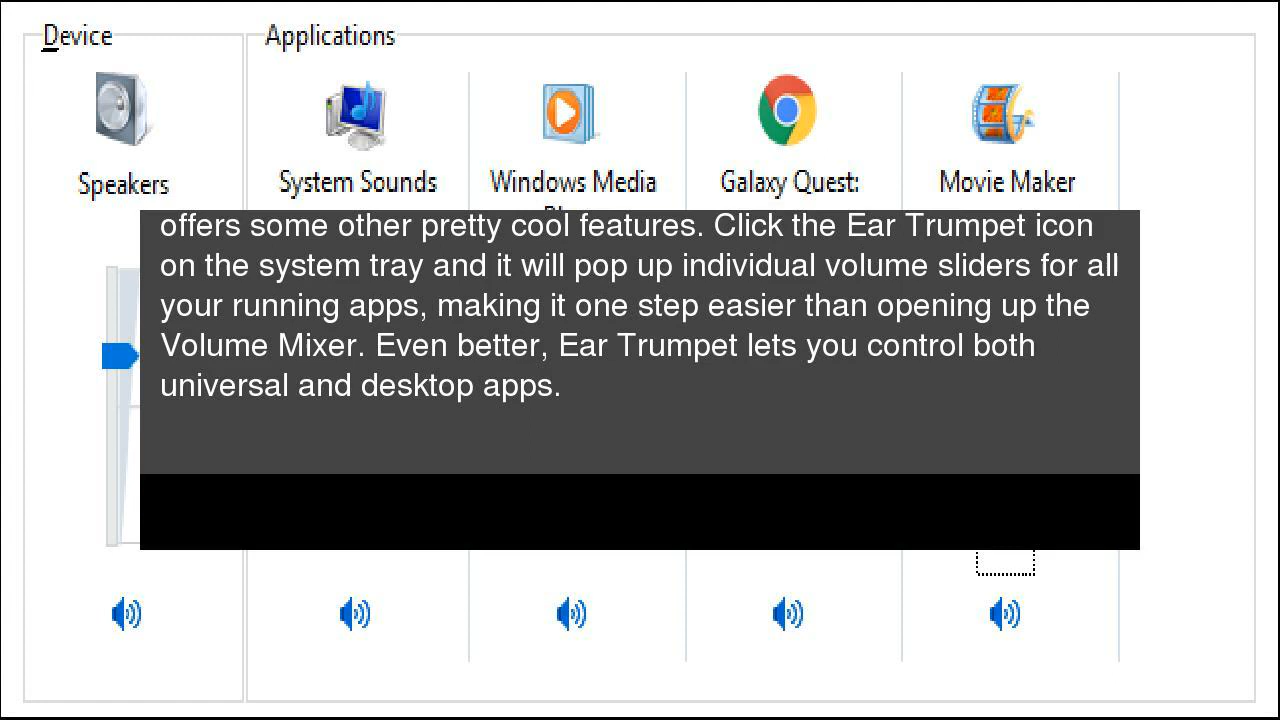 Device
Applications
Speakers
System Sounds
Windows Media
Galaxy Quest:
Movie Maker
offers some other pretty cool features. Click the Ear Trumpet icon
on the system tray and it will pop up individual volume sliders for all
your running apps, making it one step easier than opening up the
Volume Mixer. Even better, Ear Trumpet lets you control both
universal and desktop apps.